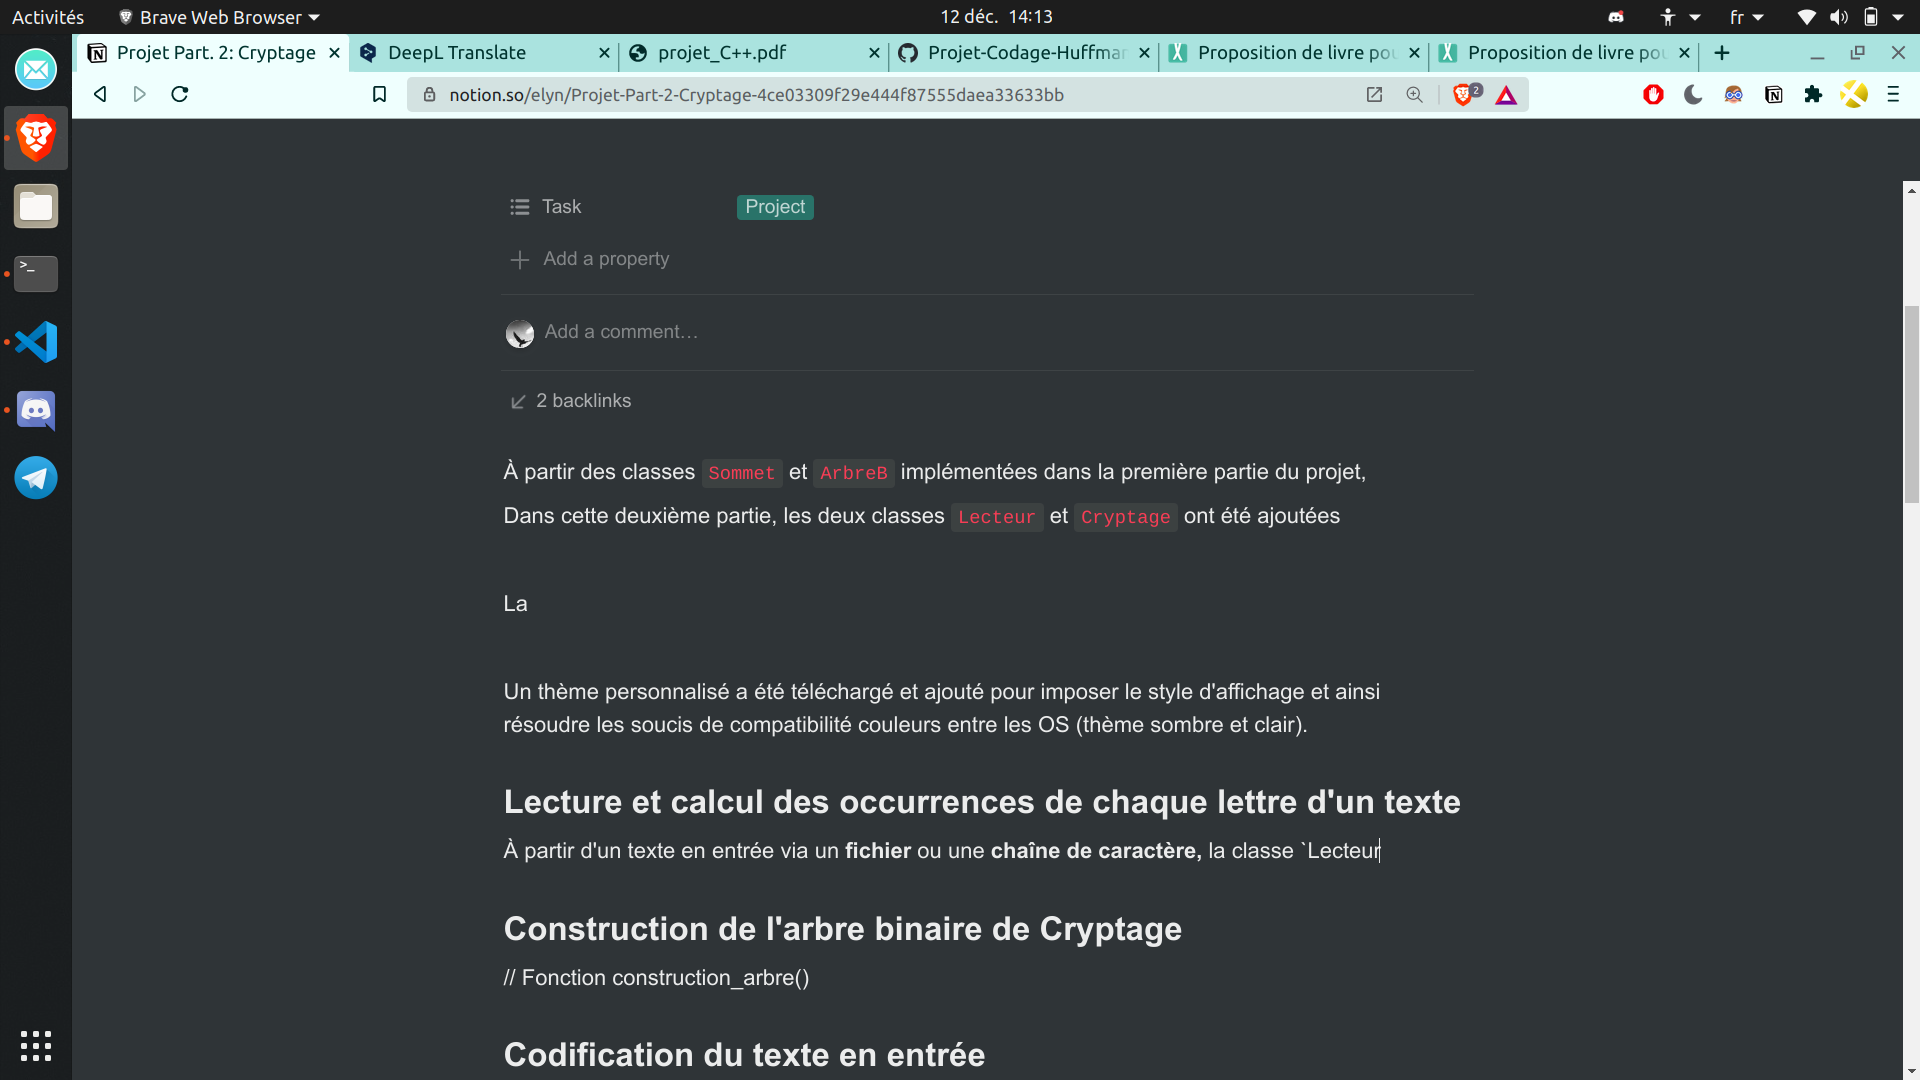 Activités
Brave Web Browser
12 déc. 14:13
fr
Projet Part. 2: Cryptage
DeepL Translate
projet_C++.pdf
Projet-Codage-Huffmar
Proposition de livre pou
Proposition de livre pou
notion.so/elyn/Projet-Part-2-Cryptage-4ce03309f29e444f87555daea33633bb
2
Task
Project
Add a property
Add a comment…
2 backlinks
À partir des classes Sommet et ArbreB implémentées dans la première partie du projet,
Dans cette deuxième partie, les deux classes Lecteur et Cryptage ont été ajoutées
La
Un thème personnalisé a été téléchargé et ajouté pour imposer le style d'affichage et ainsi
résoudre les soucis de compatibilité couleurs entre les OS (thème sombre et clair).
Lecture et calcul des occurrences de chaque lettre d'un texte
À partir d'un texte en entrée via un fichier ou une chaîne de caractère, la classe `Lecteur
Construction de l'arbre binaire de Cryptage
// Fonction construction_arbre()
Codification du texte en entrée